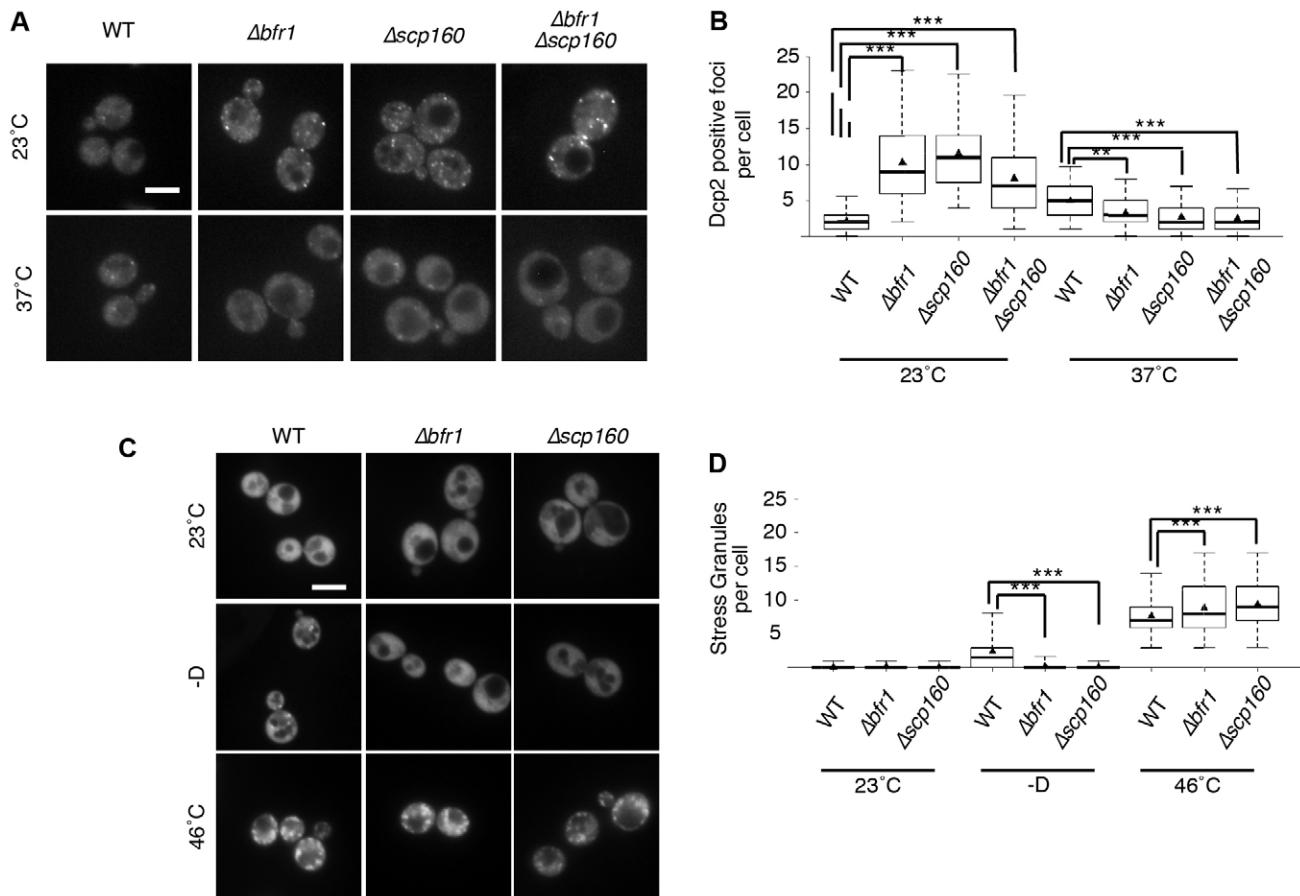 A
WT
Δbfr1
Δscp160
Δbfr1
Δscp160
23˚C
37˚C
B
Dcp2 positive foci
per cell
25
20
15
10
5
***
***
***
***
***
**
WT
Δbfr1
Δscp160
Δbfr1
Δscp160
WT
Δbfr1
Δscp160
Δbfr1
Δscp160
23˚C
37˚C
C
WT
Δbfr1
Δscp160
23˚C
-D
46˚C
D
Stress Granules
per cell
25
20
15
10
5
***
***
***
***
WT
Δbfr1
Δscp160
WT
Δbfr1
Δscp160
WT
Δbfr1
Δscp160
23˚C
-D
46˚C